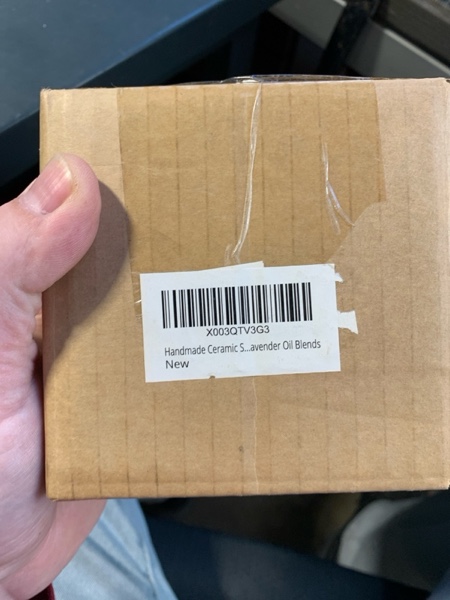 X003QTV3G3
Handmade Ceramic S...avender Oil Blends
New